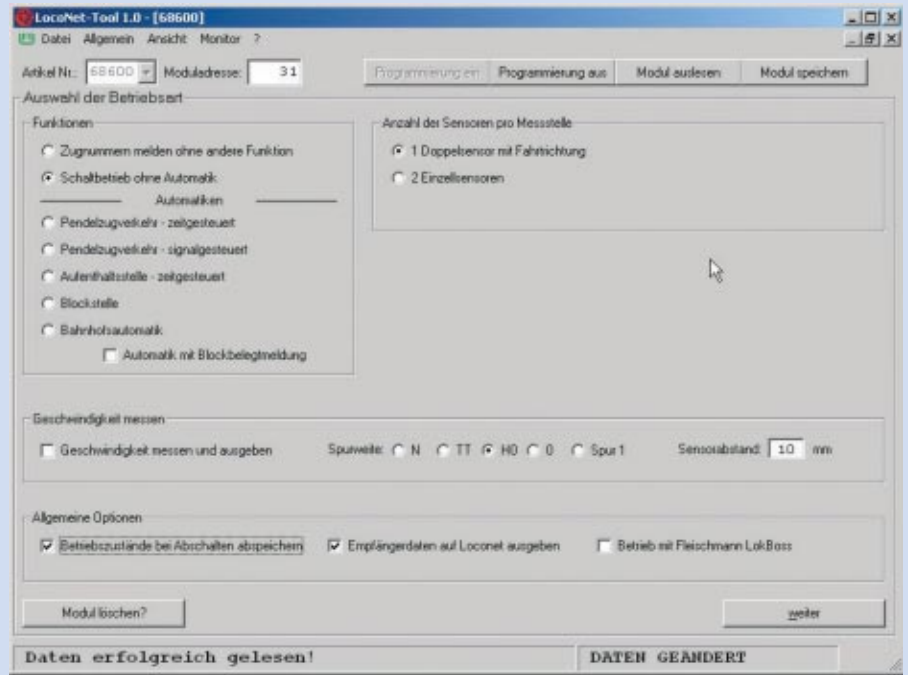 LocoNet-Tool 1.0 - [68600]
Datei Allgemein Ansicht Monitor ?
Artikel Nr.: 68600 Moduladresse: 31 Programmierung ein Programmierung aus Modul auslesen Modul speichern
Auswahl der Betriebsart
Funktionen
Zugnummern melden ohne andere Funktion
Schaltbetrieb ohne Automatik
Automatiken
Pendelzugverkehr - zeitgesteuert
Pendelzugverkehr - signalgesteuert
Aufenthaltsstelle - zeitgesteuert
Blockstelle
Bahnhofsautomatik
Automatik mit Blockbelegtmeldung
Anzahl der Sensoren pro Messstelle
1 Doppelsensor mit Fahrtrichtung
2 Einzellsensoren
Geschwindigkeit messen
Geschwindigkeit messen und ausgeben Spurweite: N TT H0 0 Spur 1 Sensorabstand: 10 mm
Allgemeine Optionen
Betriebszustände bei Abschalten abspeichern Empfängerdaten auf Loconet ausgeben Betrieb mit Fleischmann LokBoss
Modul löschen? weiter
Daten erfolgreich gelesen! DATEN GEÄNDERT